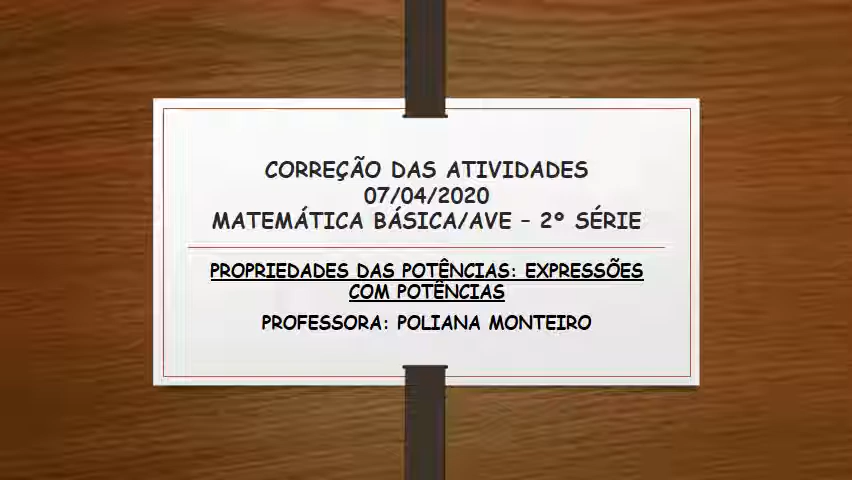 CORREÇÃO DAS ATIVIDADES
07/04/2020
MATEMÁTICA BÁSICA/AVE – 2º SÉRIE
PROPRIEDADES DAS POTÊNCIAS: EXPRESSÕES
COM POTÊNCIAS
PROFESSORA: POLIANA MONTEIRO